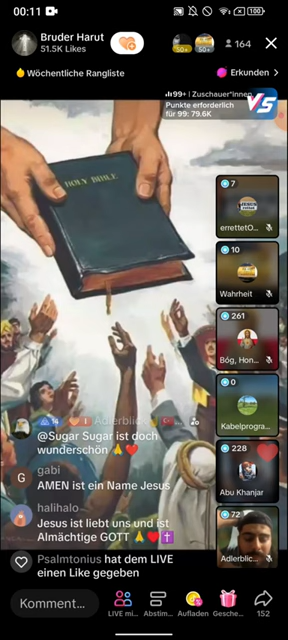 00:11
100
Bruder Harut
51.5K Likes
50+
50+
164
Wöchentliche Rangliste
Erkunden >
99+ | Zuschauer*innen
Punkte erforderlich
für 99: 79.6K
VS
HOLY BIBLE
7
errettetO...
10
Wahrheit
261
Bóg, Hon...
0
Kabelprogra...
228
Abu Khanjar
72
Adlerblic...
14
1
Adlerblic
@Sugar Sugar ist doch
wunderschön 🙏❤️
G
gabi
AMEN ist ein Name Jesus
halihalo
Jesus ist liebt uns und ist
Almächtige GOTT 🙏❤️✝️
Psalmtonius hat dem LIVE
einen Like gegeben
Komment...
LIVE mi...
Abstim...
Aufladen
Gesche...
152